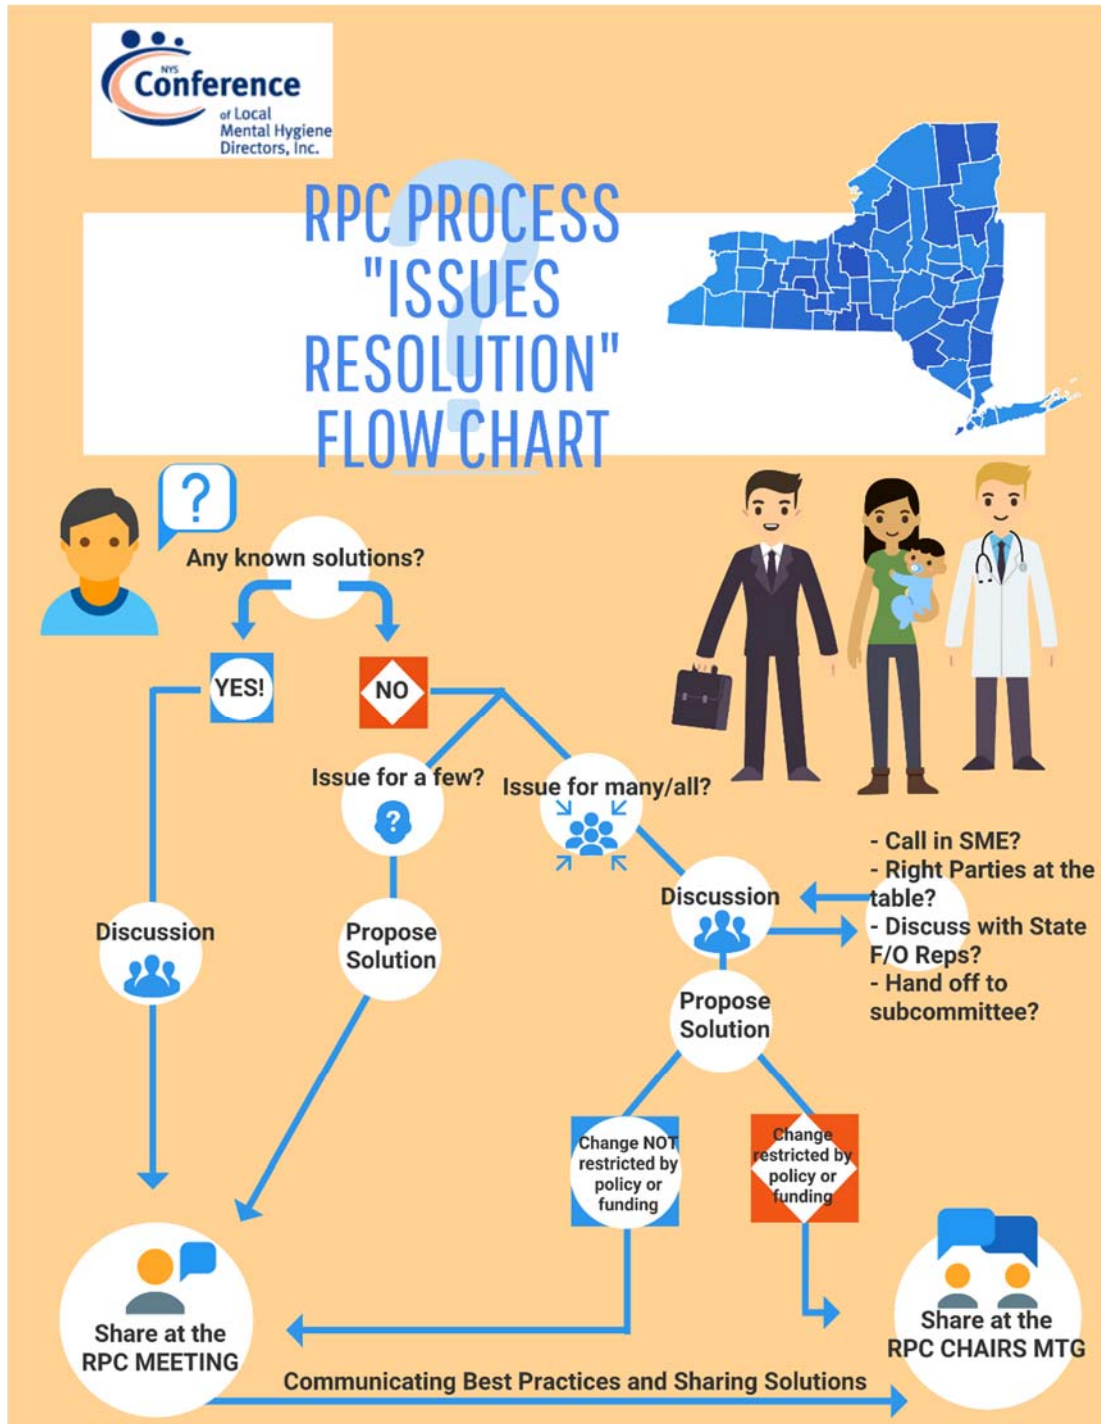 NYS
Conference
of Local
Mental Hygiene
Directors, Inc.
?
RPC PROCESS
"ISSUES
RESOLUTION"
FLOW CHART
?
Any known solutions?
YES!
NO
Issue for a few?
?
Issue for many/all?
Discussion
- Call in SME?
- Right Parties at the
table?
- Discuss with State
F/O Reps?
- Hand off to
subcommittee?
Discussion
Propose
Solution
Propose
Solution
Change NOT
restricted by
policy or
funding
Change
restricted by
policy or
funding
Share at the
RPC MEETING
Share at the
RPC CHAIRS MTG
Communicating Best Practices and Sharing Solutions